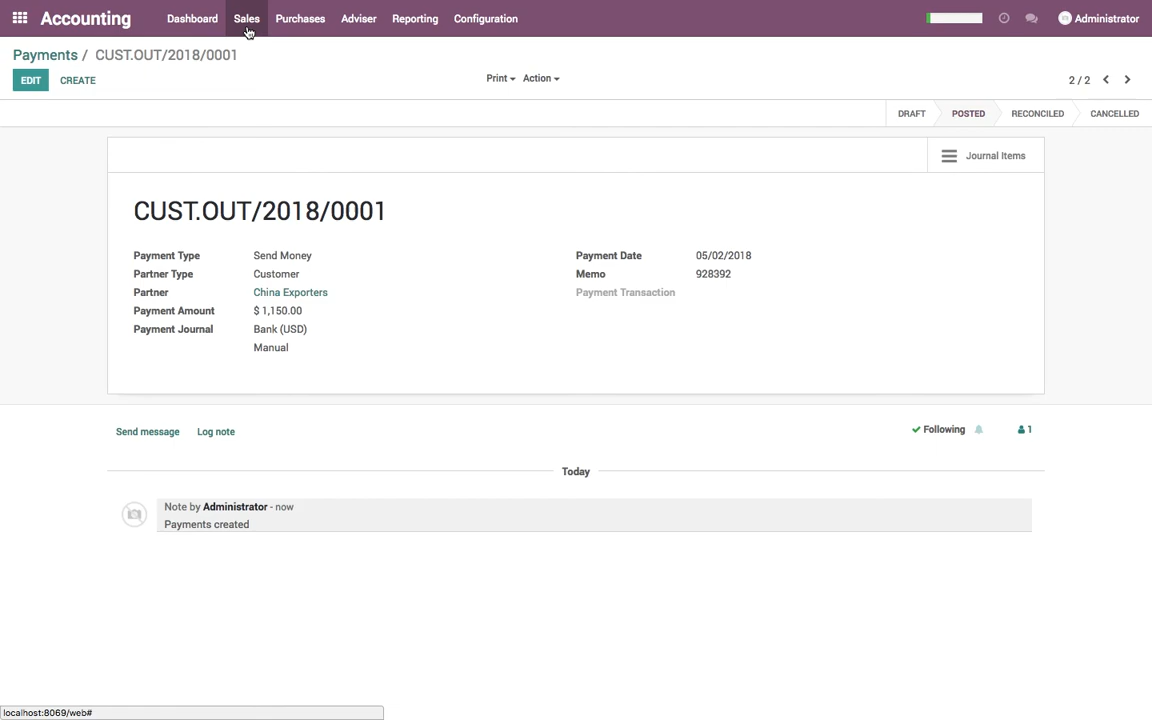 Accounting Dashboard Sales Purchases Adviser Reporting Configuration Administrator
Payments / CUST.OUT/2018/0001
EDIT CREATE Print Action 2 / 2
DRAFT POSTED RECONCILED CANCELLED
Journal Items
CUST.OUT/2018/0001
Payment Type Send Money Payment Date 05/02/2018
Partner Type Customer Memo 928392
Partner China Exporters Payment Transaction
Payment Amount $ 1,150.00
Payment Journal Bank (USD)
Manual
Send message Log note Following 1
Today
Note by Administrator - now
Payments created
localhost:8069/web#